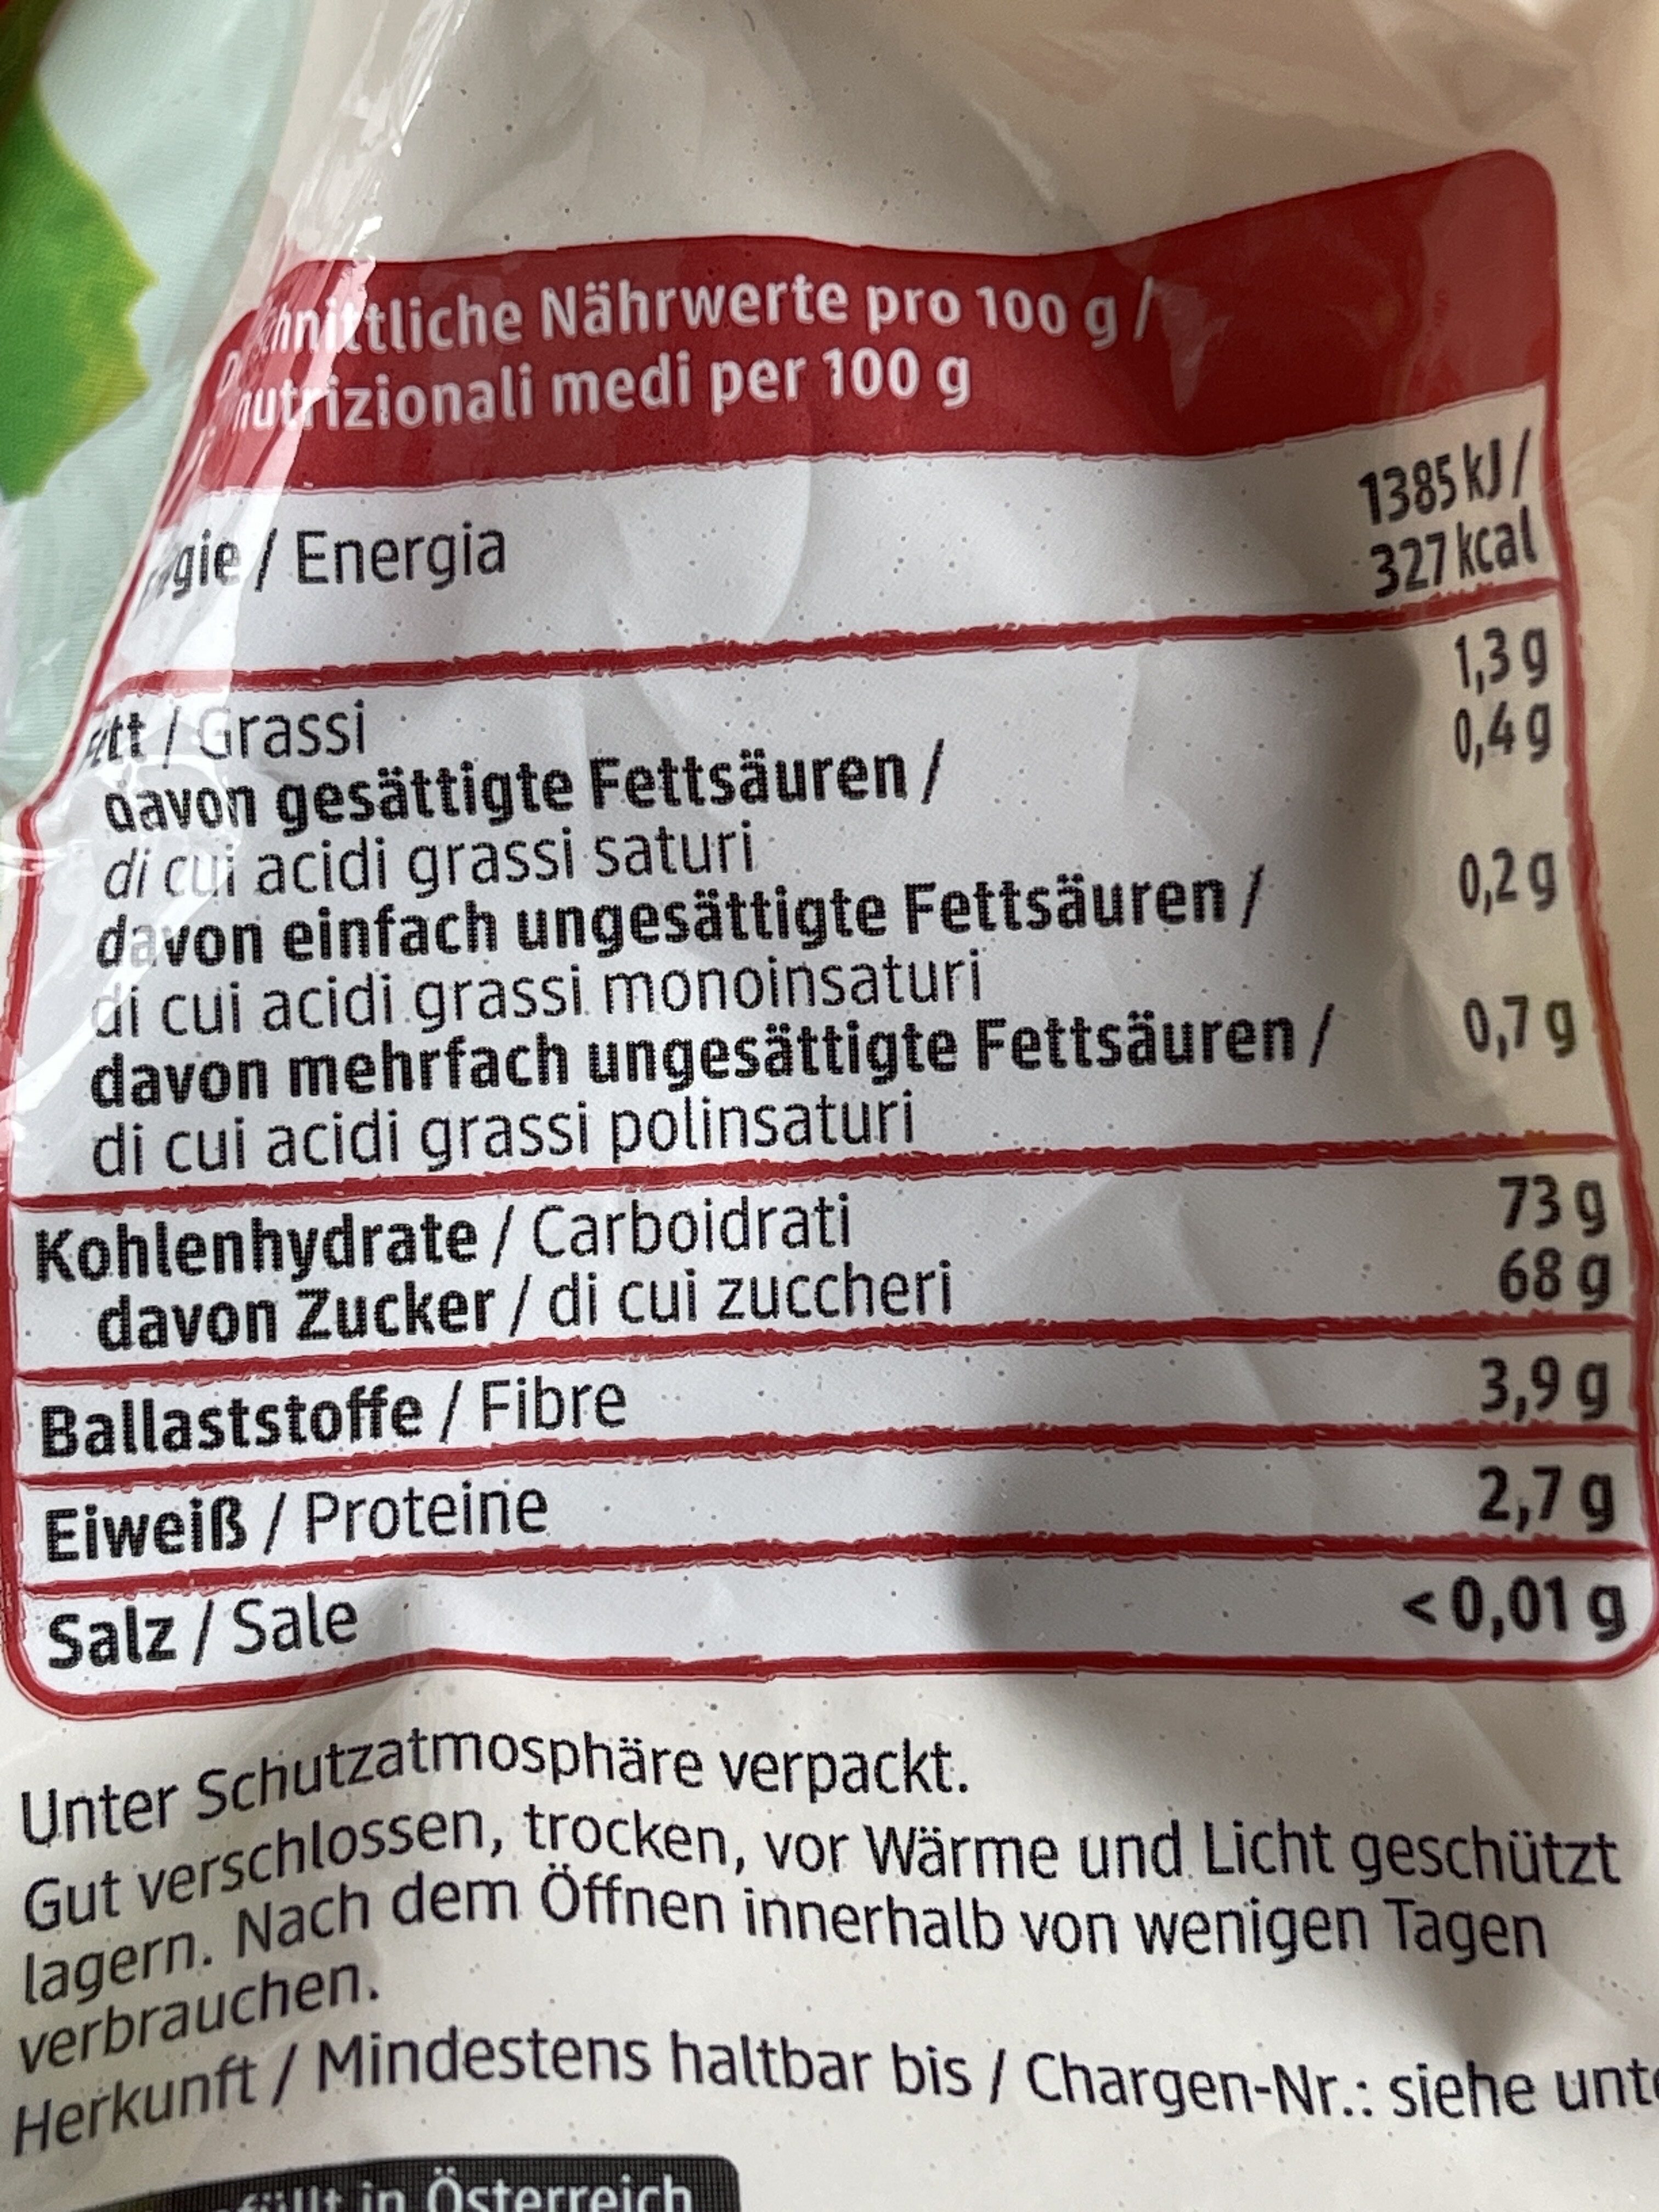 Nährwerte pro 100 g /
nutrizionali medi per 100 g
/ Energia
1385 kJ /
327 kcal
/ Grassi 1,3 g
davon gesättigte Fettsäuren / 0,4 g
di cui acidi grassi saturi
davon einfach ungesättigte Fettsäuren / 0,2 g
di cui acidi grassi monoinsaturi
davon mehrfach ungesättigte Fettsäuren / 0,7 g
di cui acidi grassi polinsaturi
Kohlenhydrate / Carboidrati 73 g
davon Zucker / di cui zuccheri 68 g
Ballaststoffe / Fibre 3,9 g
Eiweiß / Proteine 2,7 g
Salz / Sale < 0,01 g
Unter Schutzatmosphäre verpackt.
Gut verschlossen, trocken, vor Wärme und Licht geschützt
lagern. Nach dem Öffnen innerhalb von wenigen Tagen
verbrauchen.
Herkunft / Mindestens haltbar bis / Chargen-Nr.: siehe
in Österreich